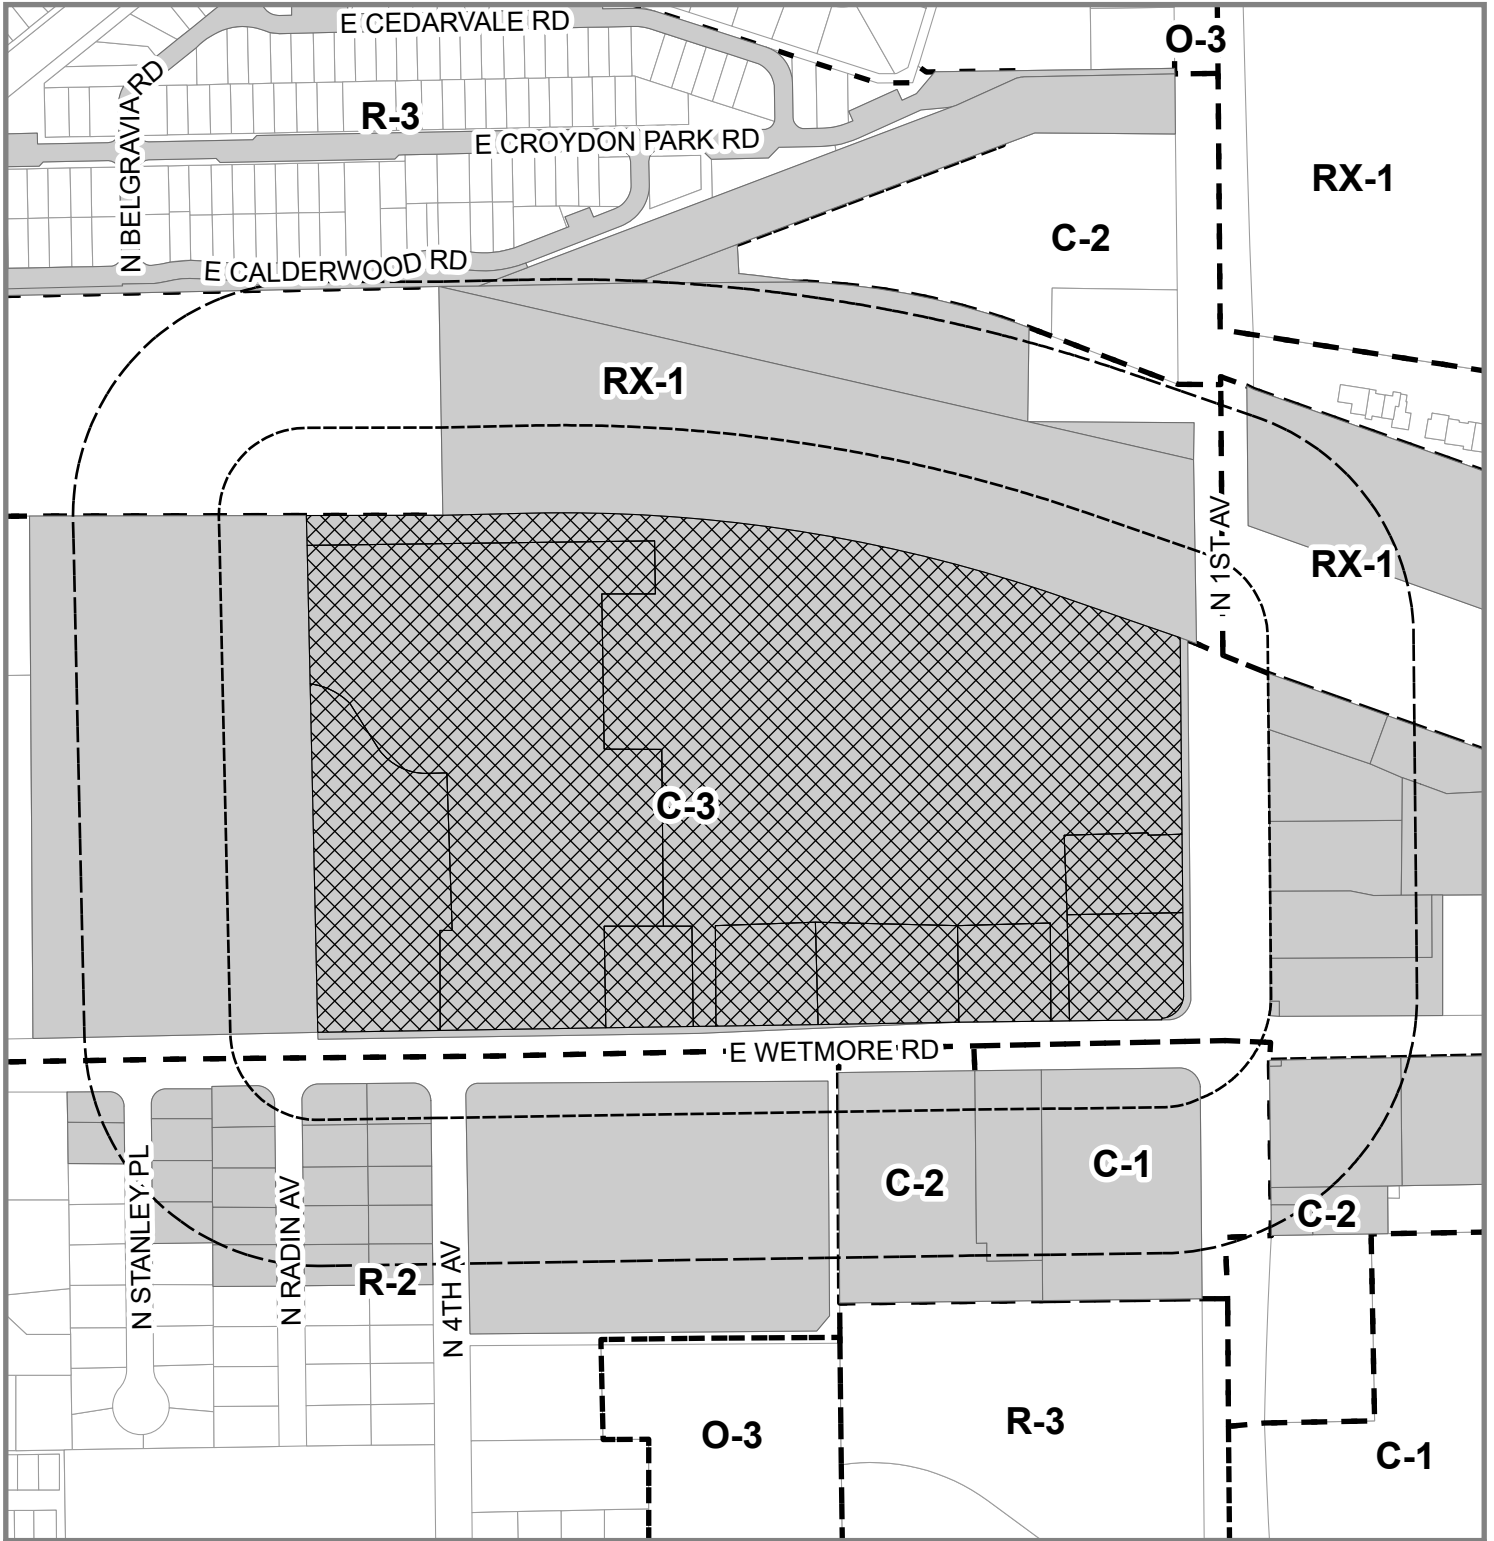 E CEDARVALE RD
O-3
N BELGRAVIA RD
R-3
E CROYDON PARK RD
RX-1
C-2
E CALDERWOOD RD
RX-1
N 1ST AV
RX-1
C-3
E WETMORE RD
C-2
C-1
C-2
N STANLEY PL
N RADIN AV
R-2
N 4TH AV
O-3
R-3
C-1